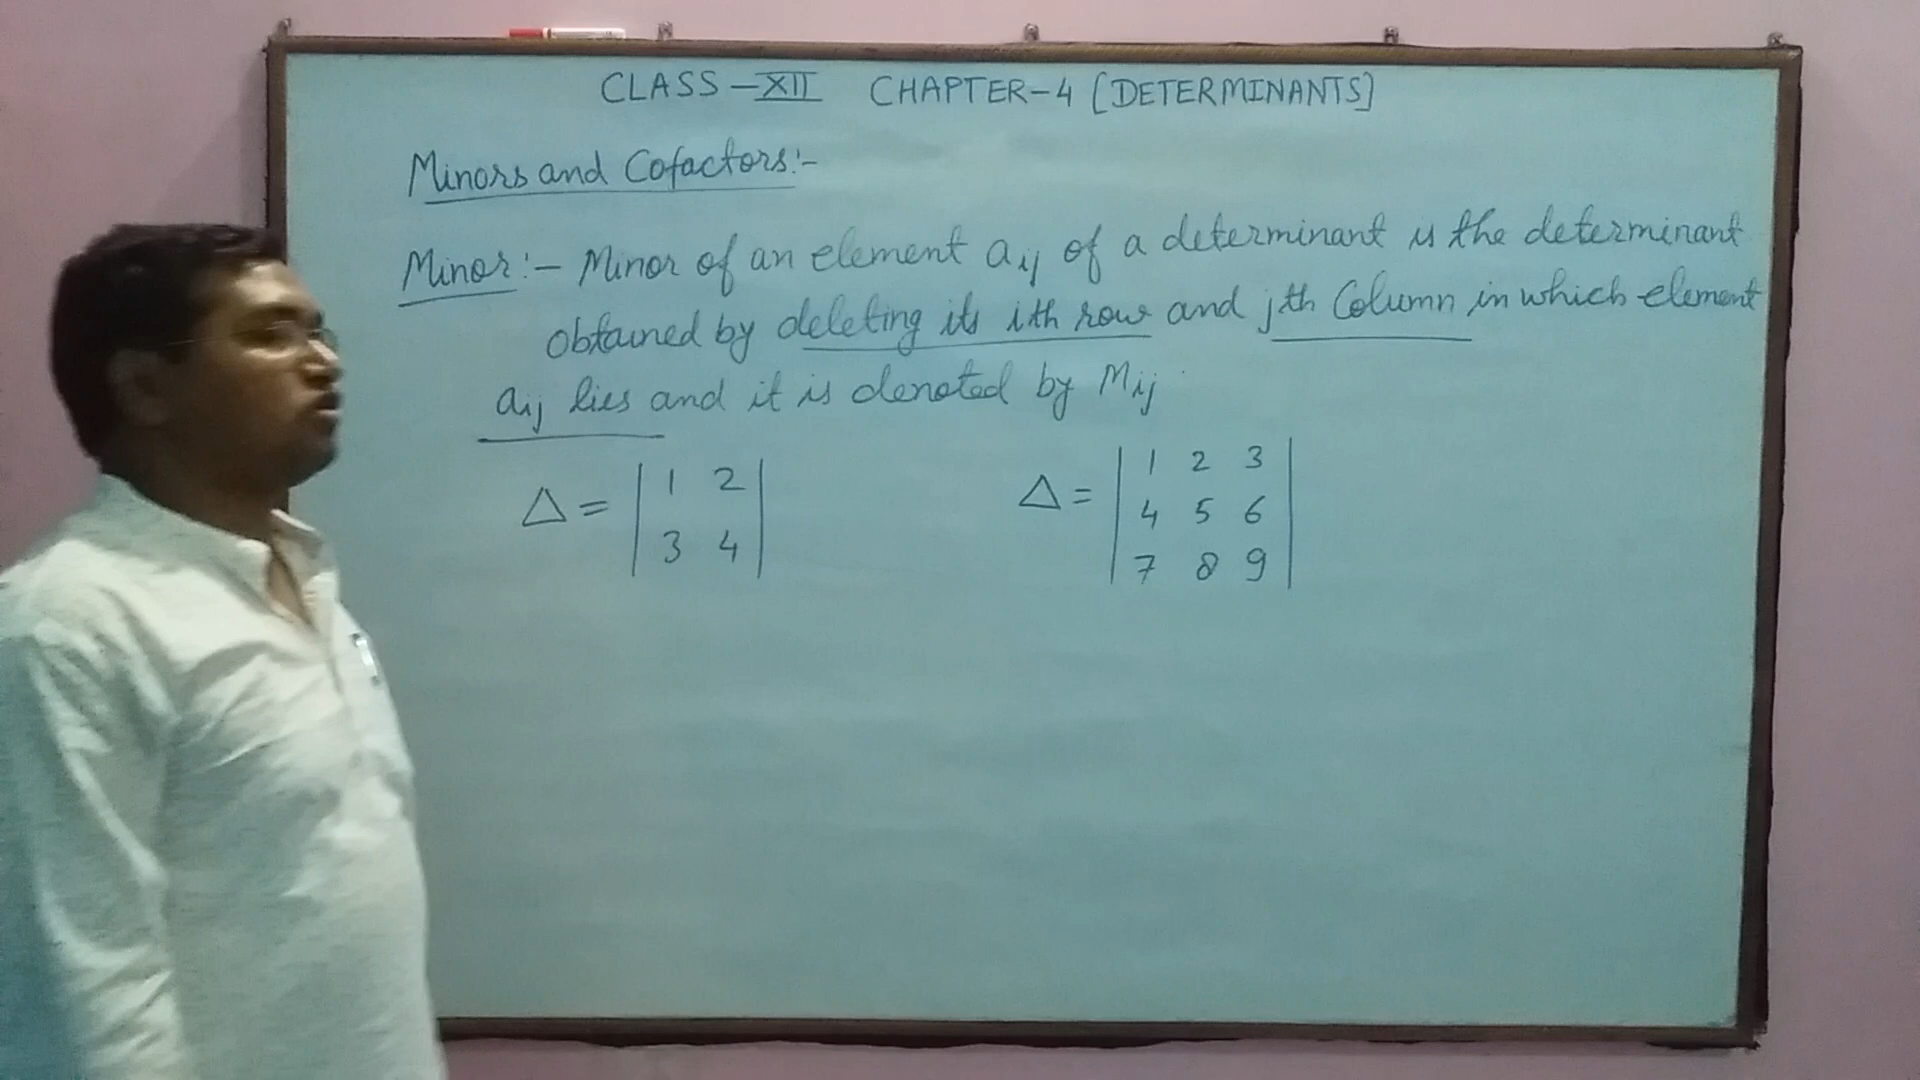 CLASS-XII CHAPTER-4 [DETERMINANTS]
Minors and Cofactors:-
Minor:- Minor of an element aij of a determinant is the determinant
obtained by deleting its ith row and jth Column in which element
aij lies and it is denoted by Mij
Δ = | 1 2 | Δ = | 1 2 3 |
| 3 4 | | 4 5 6 |
| 7 8 9 |